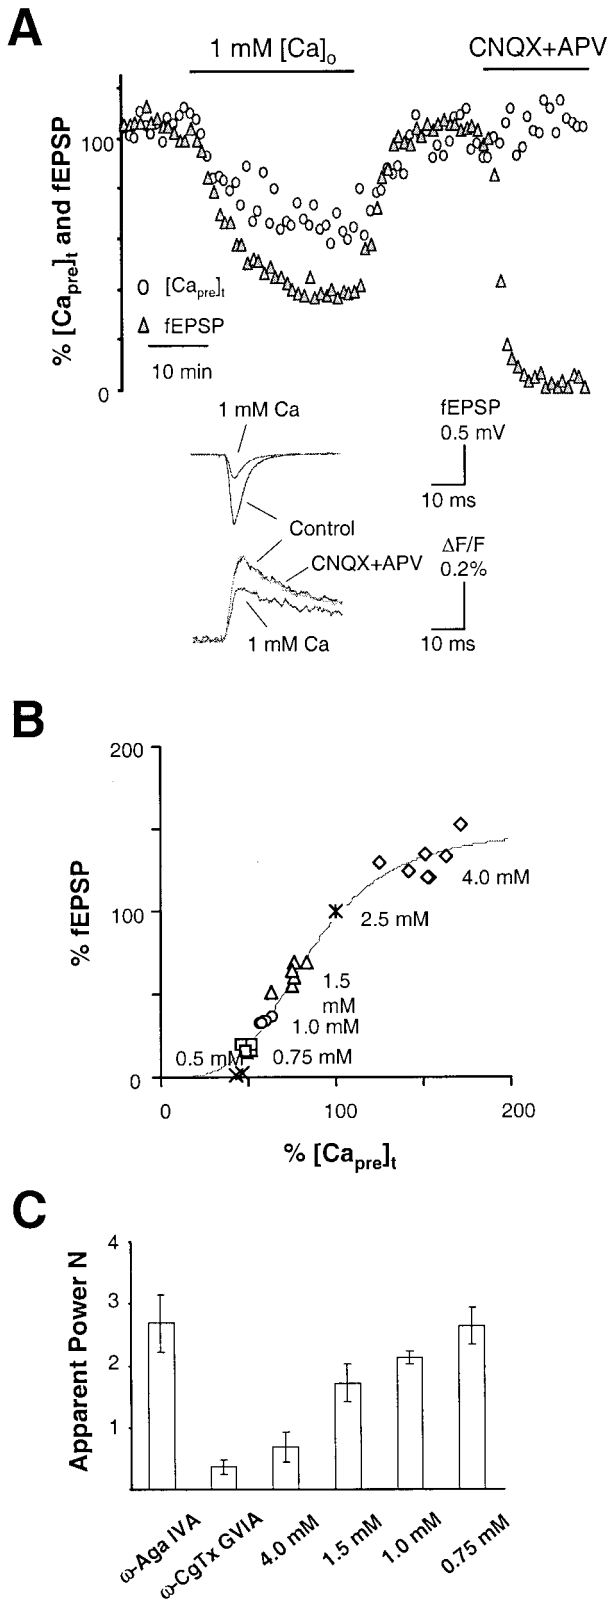 A
1 mM [Ca]o
CNQX+APV
% [Capre]t and fEPSP
100
[Capre]t
fEPSP
10 min
0
1 mM Ca
fEPSP
0.5 mV
10 ms
Control
CNQX+APV
ΔF/F
0.2%
1 mM Ca
10 ms
B
200
% fEPSP
4.0 mM
100
2.5 mM
1.5
mM
1.0 mM
0.5 mM
0.75 mM
0
0 100 200
% [Capre]t
C
Apparent Power N
4
3
2
1
ω-Aga IVA
ω-CgTx GVIA
4.0 mM
1.5 mM
1.0 mM
0.75 mM